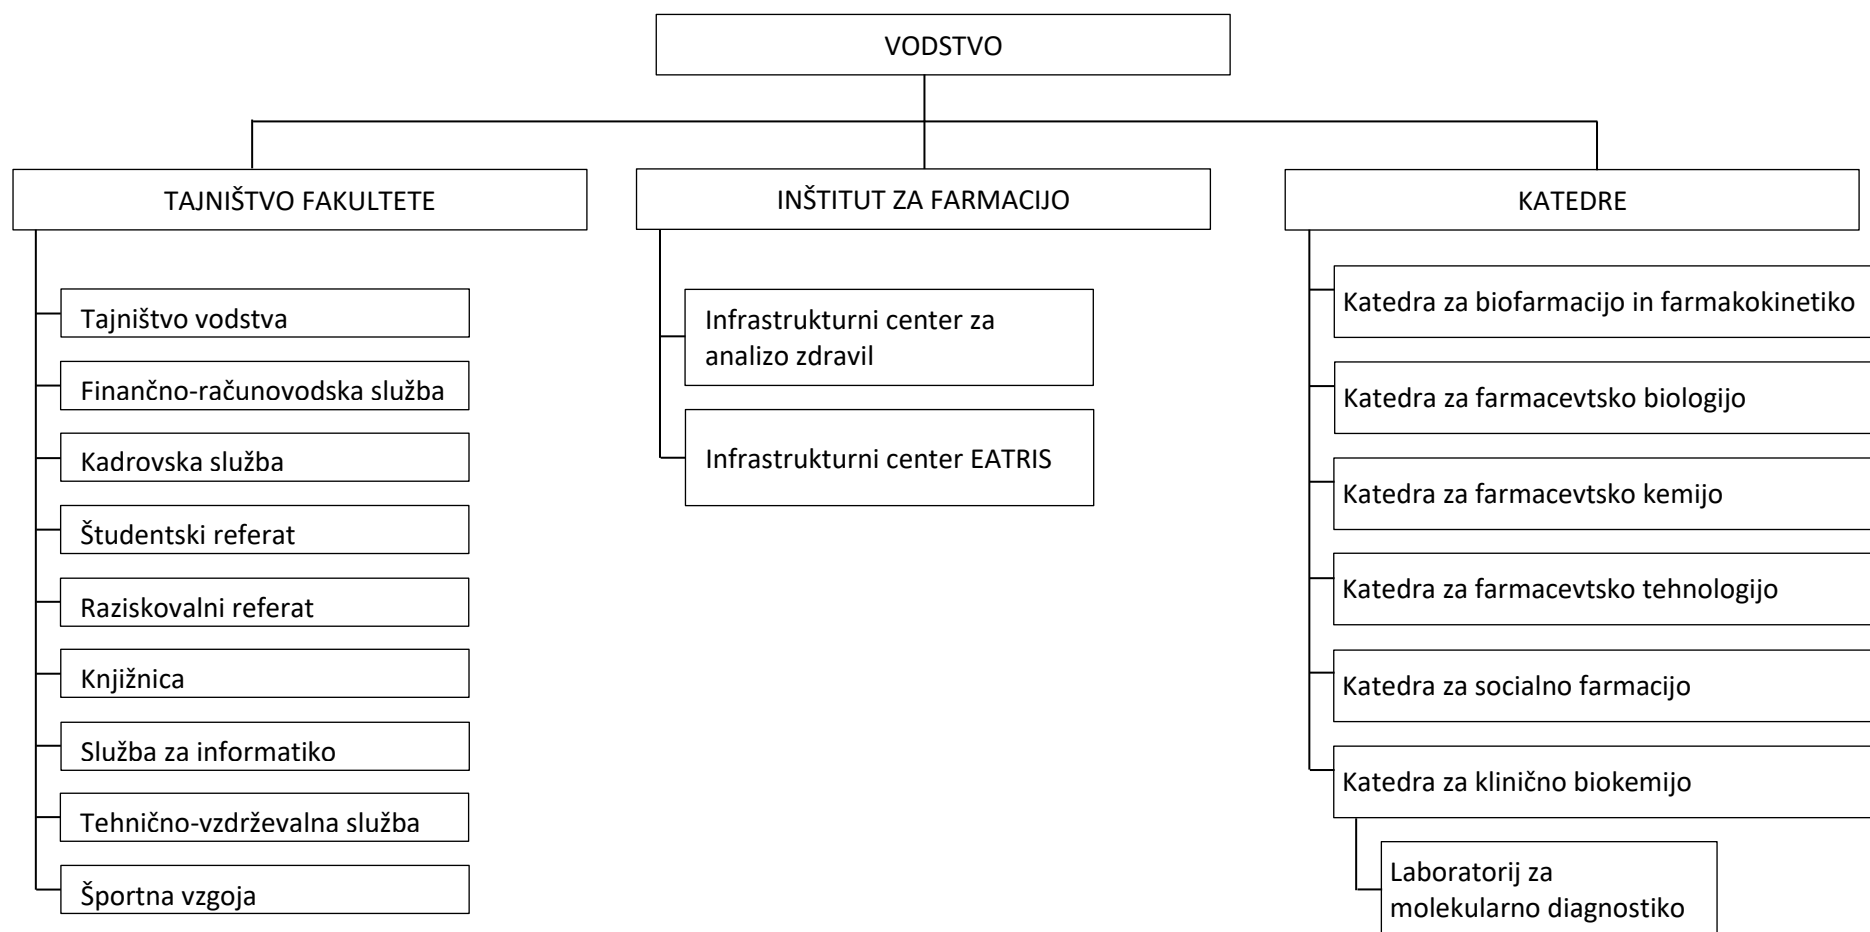 VODSTVO
TAJNIŠTVO FAKULTETE
Tajništvo vodstva
Finančno-računovodska služba
Kadrovska služba
Študentski referat
Raziskovalni referat
Knjižnica
Služba za informatiko
Tehnično-vzdrževalna služba
Športna vzgoja
INŠTITUT ZA FARMACIJO
Infrastrukturni center za
analizo zdravil
Infrastrukturni center EATRIS
KATEDRE
Katedra za biofarmacijo in farmakokinetiko
Katedra za farmacevtsko biologijo
Katedra za farmacevtsko kemijo
Katedra za farmacevtsko tehnologijo
Katedra za socialno farmacijo
Katedra za klinično biokemijo
Laboratorij za
molekularno diagnostiko